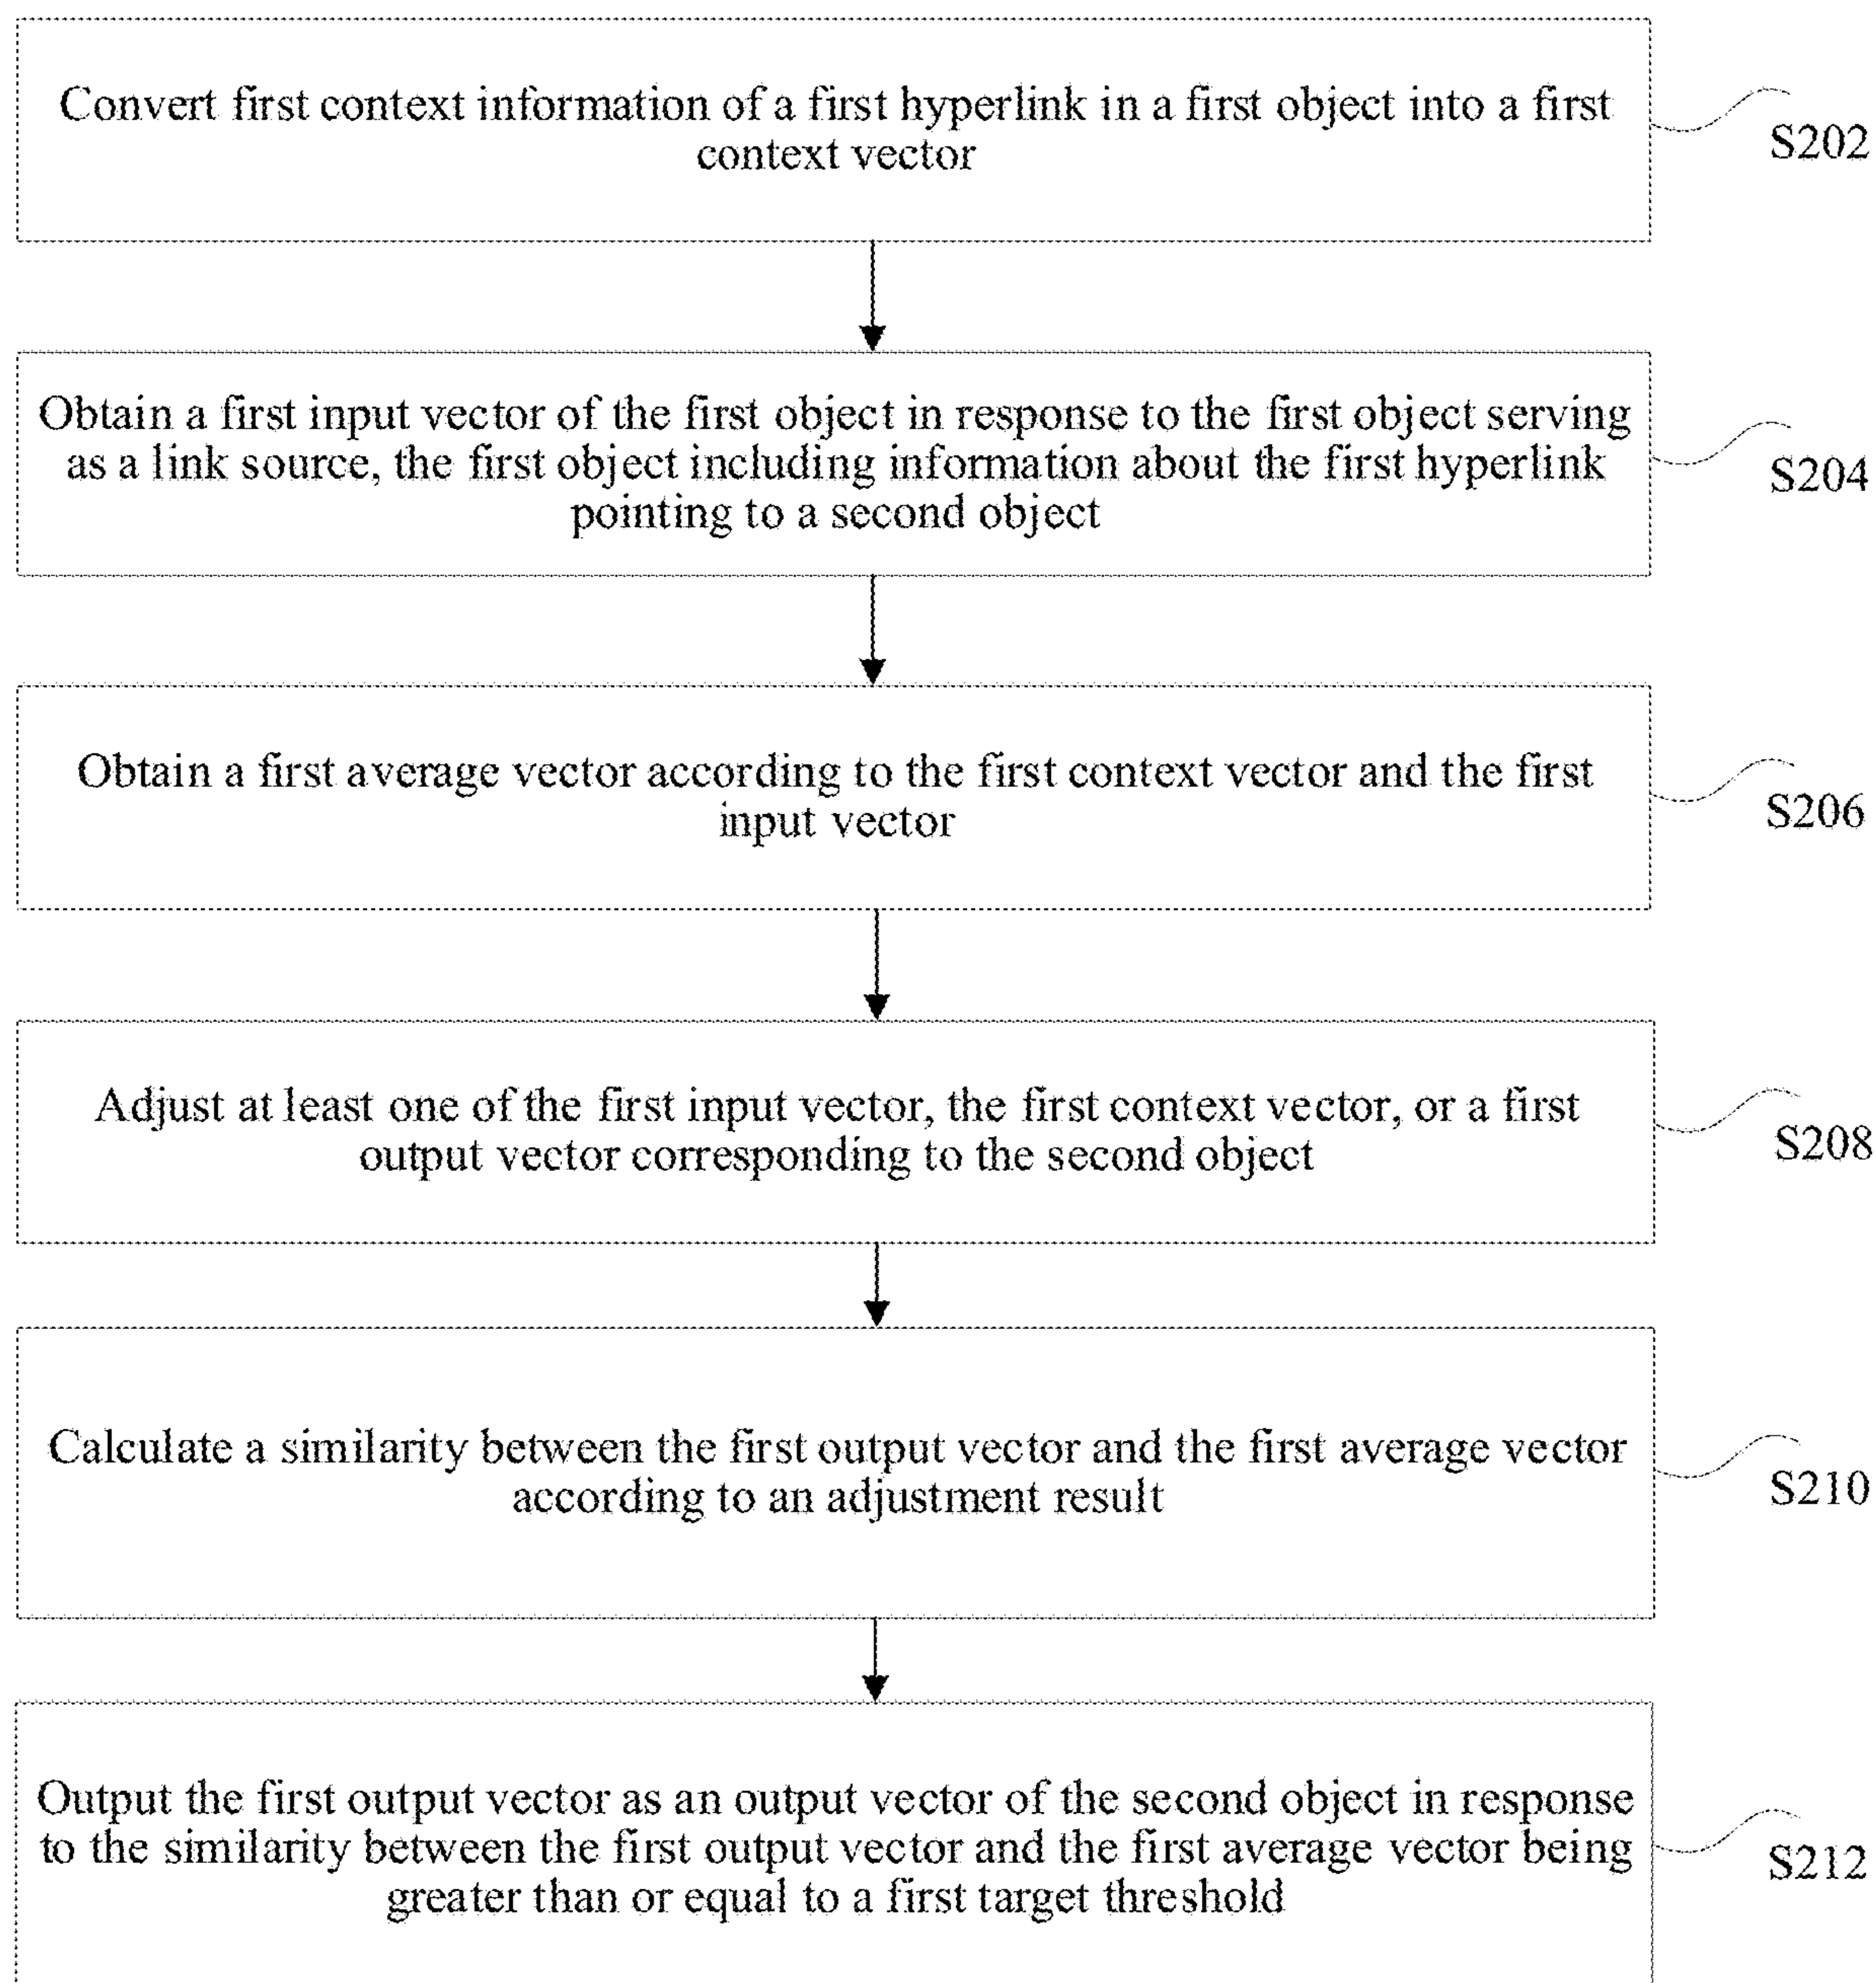 Convert first context information of a first hyperlink in a first object into a first
context vector
S202
Obtain a first input vector of the first object in response to the first object serving
as a link source, the first object including information about the first hyperlink
pointing to a second object
S204
Obtain a first average vector according to the first context vector and the first
input vector
S206
Adjust at least one of the first input vector, the first context vector, or a first
output vector corresponding to the second object
S208
Calculate a similarity between the first output vector and the first average vector
according to an adjustment result
S210
Output the first output vector as an output vector of the second object in response
to the similarity between the first output vector and the first average vector being
greater than or equal to a first target threshold
S212